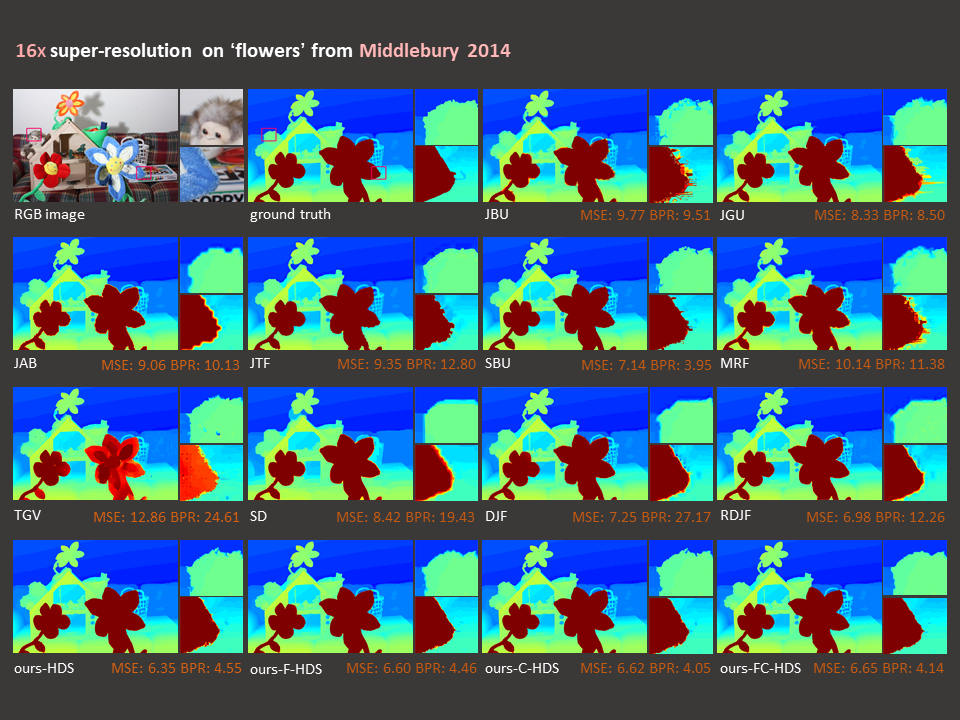 16x super-resolution on ‘flowers’ from Middlebury 2014
RGB image
ground truth
JBU MSE: 9.77 BPR: 9.51
JGU MSE: 8.33 BPR: 8.50
JAB MSE: 9.06 BPR: 10.13
JTF MSE: 9.35 BPR: 12.80
SBU MSE: 7.14 BPR: 3.95
MRF MSE: 10.14 BPR: 11.38
TGV MSE: 12.86 BPR: 24.61
SD MSE: 8.42 BPR: 19.43
DJF MSE: 7.25 BPR: 27.17
RDJF MSE: 6.98 BPR: 12.26
ours-HDS MSE: 6.35 BPR: 4.55
ours-F-HDS MSE: 6.60 BPR: 4.46
ours-C-HDS MSE: 6.62 BPR: 4.05
ours-FC-HDS MSE: 6.65 BPR: 4.14